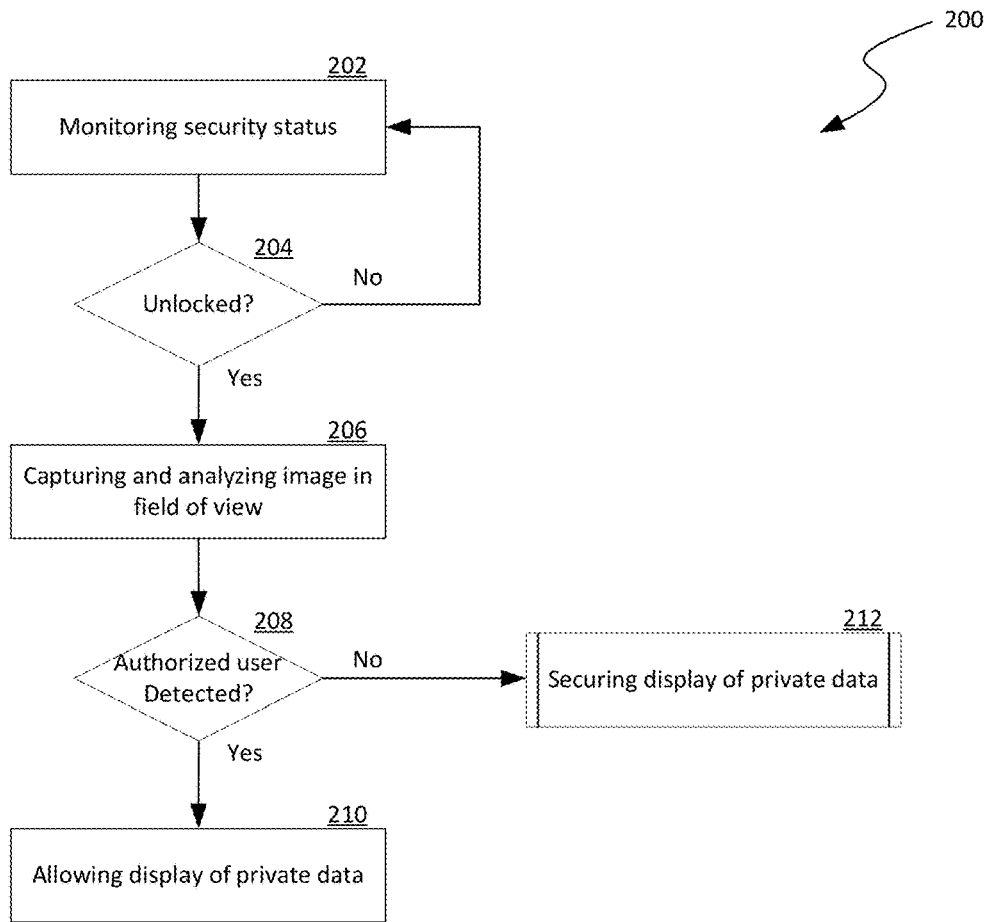 200
202
Monitoring security status
204
Unlocked?
No
Yes
206
Capturing and analyzing image in
field of view
208
Authorized user
Detected?
No
Yes
212
Securing display of private data
210
Allowing display of private data